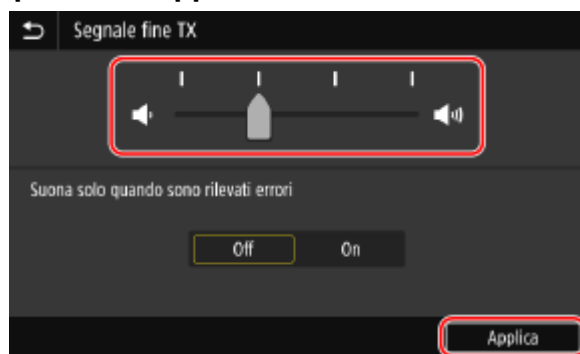 Segnale fine TX
Suona solo quando sono rilevati errori
Off On
Applica